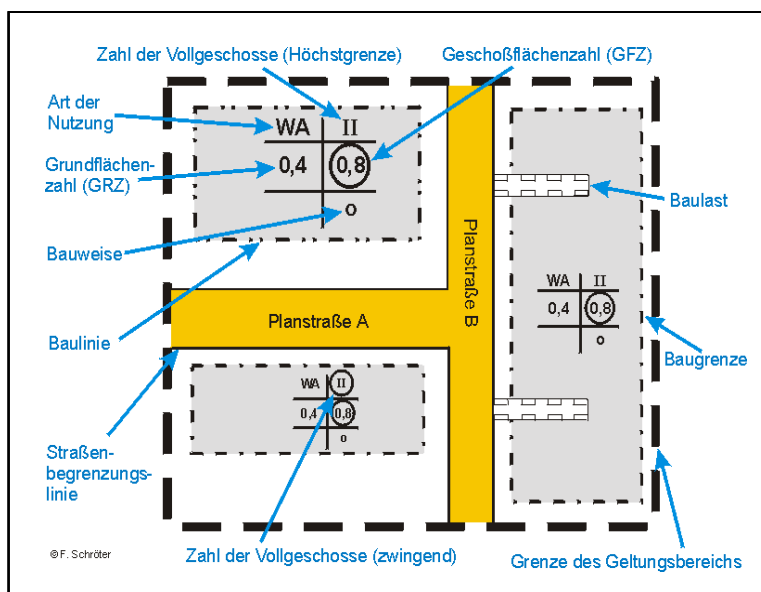 Zahl der Vollgeschosse (Höchstgrenze)
Geschoßflächenzahl (GFZ)
Art der
Nutzung
WA II
Grundflächen-
zahl (GRZ)
0,4 0,8
o
Baulast
Bauweise
Planstraße B
WA II
0,4 0,8
o
Planstraße A
Baulinie
Baugrenze
WA II
0,4 0,8
o
Straßen-
begrenzungs-
linie
Zahl der Vollgeschosse (zwingend)
Grenze des Geltungsbereichs
© F. Schröter